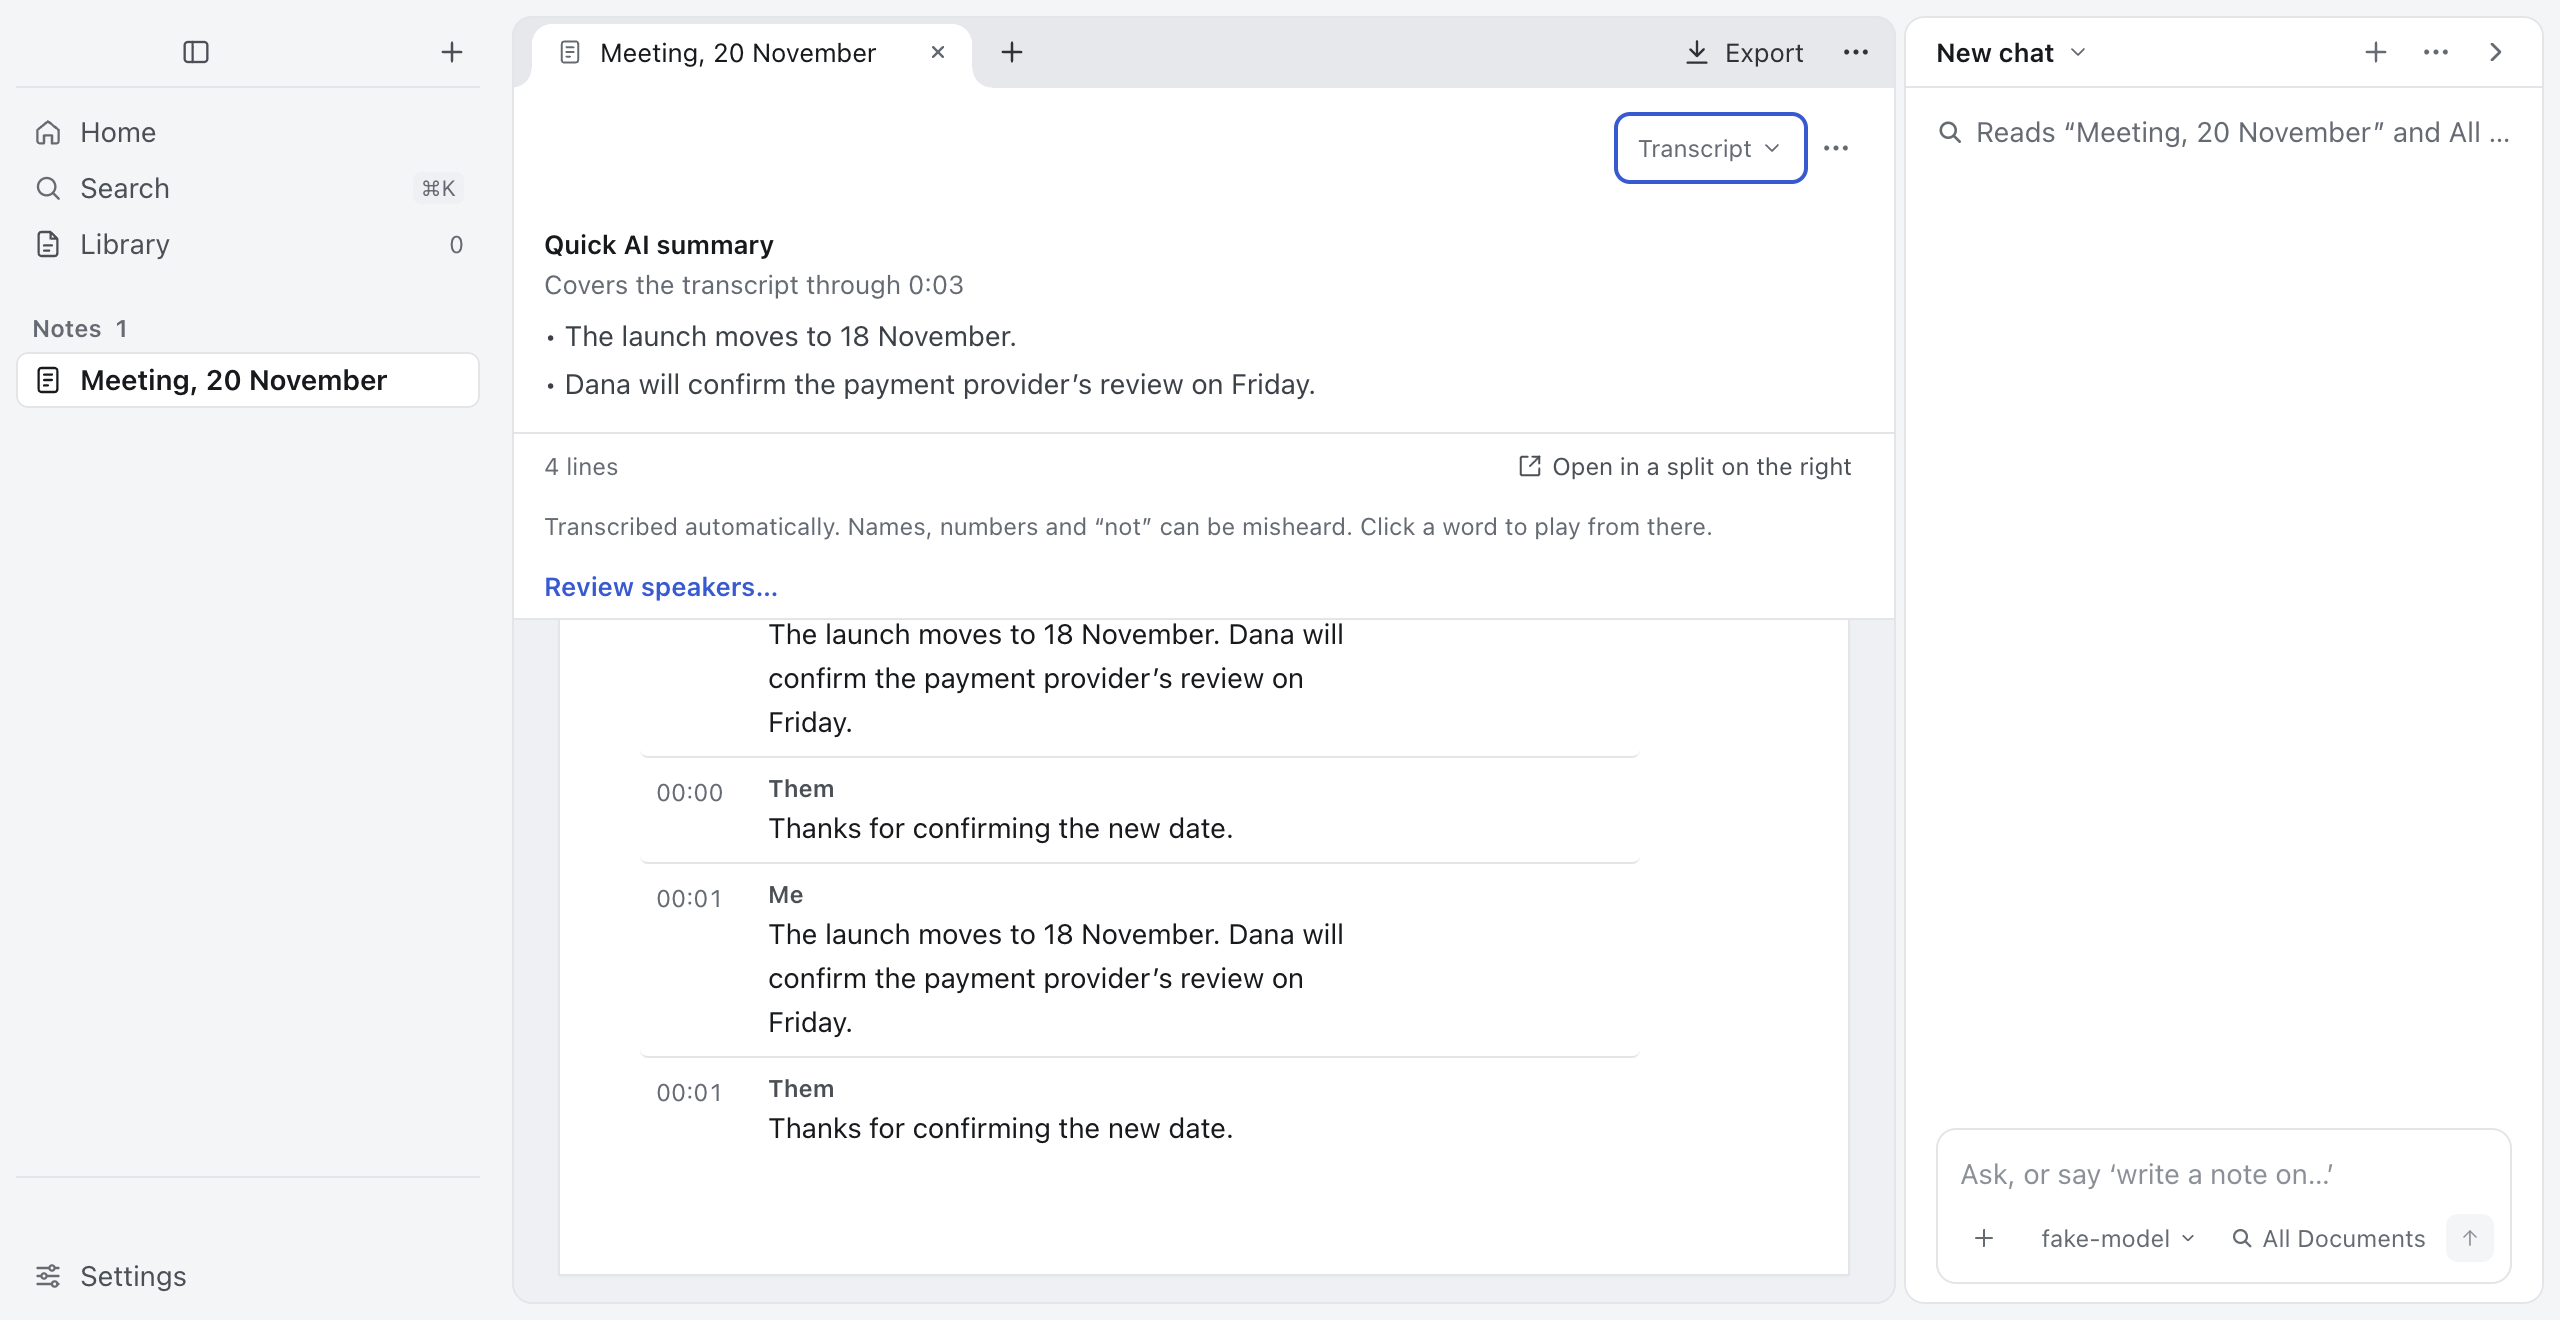 Home
Search ⌘K
Library 0
Notes 1
Meeting, 20 November
Settings
Meeting, 20 November
Export
Transcript
Quick AI summary
Covers the transcript through 0:03
• The launch moves to 18 November.
• Dana will confirm the payment provider’s review on Friday.
4 lines
Open in a split on the right
Transcribed automatically. Names, numbers and “not” can be misheard. Click a word to play from there.
Review speakers...
The launch moves to 18 November. Dana will
confirm the payment provider’s review on
Friday.
00:00 Them
Thanks for confirming the new date.
00:01 Me
The launch moves to 18 November. Dana will
confirm the payment provider’s review on
Friday.
00:01 Them
Thanks for confirming the new date.
New chat
Reads “Meeting, 20 November” and All ...
Ask, or say ‘write a note on...’
fake-model
All Documents